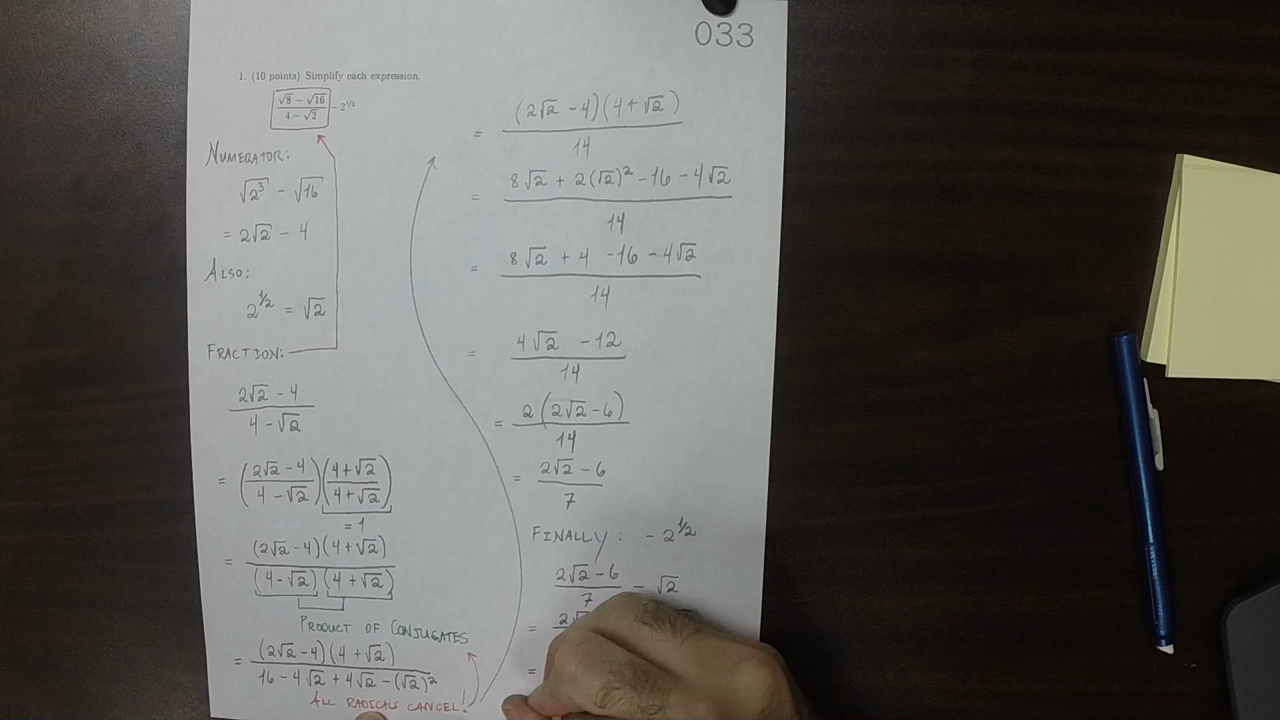 033
1. (10 points) Simplify each expression.
(√8 − √16)/(4 − √2) − 2^{1/2}
NUMERATOR:
√2³ − √16
= 2√2 − 4
ALSO:
2^{1/2} = √2
FRACTION:
(2√2 − 4)/(4 − √2)
= ((2√2 − 4)/(4 − √2))((4 + √2)/(4 + √2))
= 1
= (2√2 − 4)(4 + √2)/(4 − √2)(4 + √2)
PRODUCT OF CONJUGATES
= (2√2 − 4)(4 + √2)/(16 − 4√2 + 4√2 − (√2)²)
ALL RADICALS CANCEL!
= (2√2 − 4)(4 + √2)/14
= (8√2 + 2(√2)² − 16 − 4√2)/14
= (8√2 + 4 − 16 − 4√2)/14
= (4√2 − 12)/14
= 2(2√2 − 6)/14
= (2√2 − 6)/7
FINALLY: − 2^{1/2}
(2√2 − 6)/7 − √2
=
=